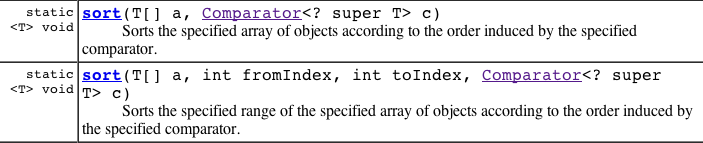 static <T> void
sort(T[] a, Comparator<? super T> c)
Sorts the specified array of objects according to the order induced by the specified
comparator.
static <T> void
sort(T[] a, int fromIndex, int toIndex, Comparator<? super
T> c)
Sorts the specified range of the specified array of objects according to the order induced by
the specified comparator.